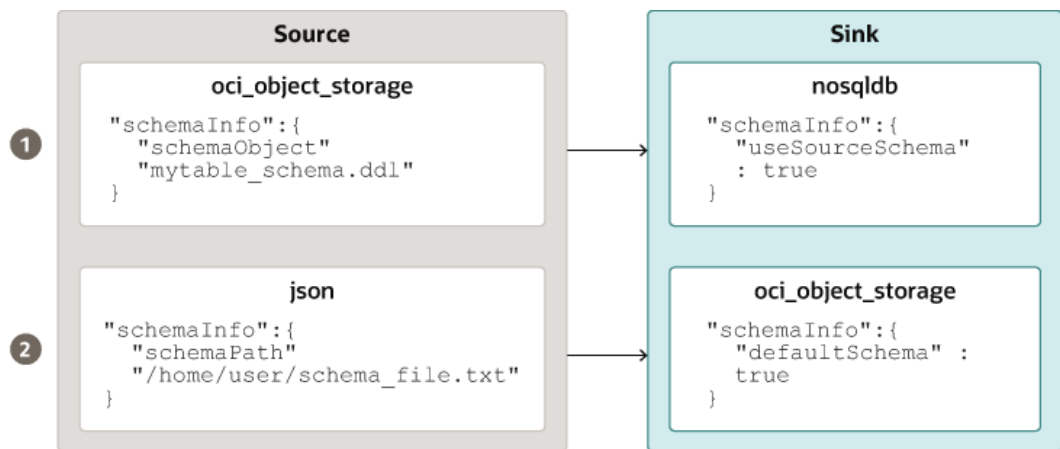 Source
Sink
1
oci_object_storage
"schemaInfo":{
"schemaObject"
"mytable_schema.ddl"
}
nosqldb
"schemaInfo":{
"useSourceSchema"
: true
}
2
json
"schemaInfo":{
"schemaPath"
"/home/user/schema_file.txt"
}
oci_object_storage
"schemaInfo":{
"defaultSchema" :
true
}